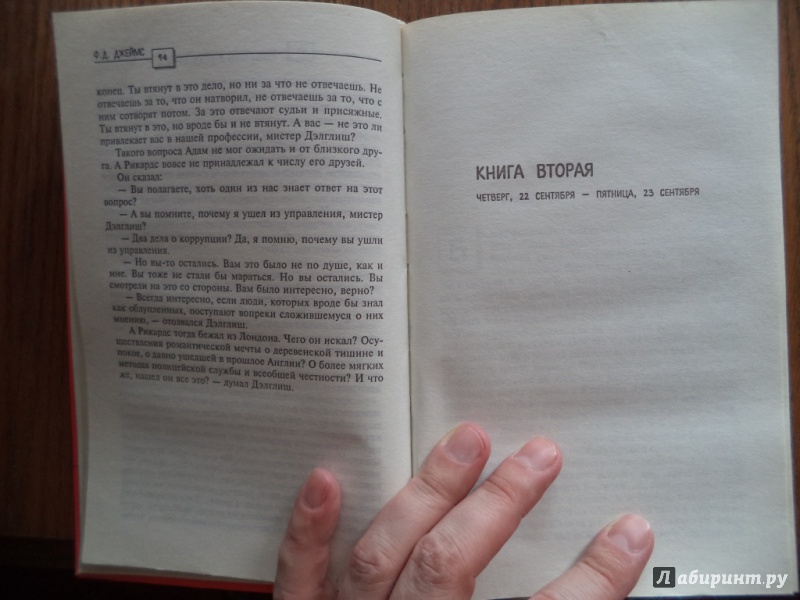 Ф.Д. ДЖЕЙМС
94
конец. Ты втянут в это дело, но ни за что не отвечаешь. Не
отвечаешь за то, что он натворил, не отвечаешь за то, что с
ним сотворят потом. За это отвечают судьи и присяжные.
Ты втянут в это, но вроде бы и не втянут. А вас — не это ли
привлекает вас в нашей профессии, мистер Дэлглиш?
Такого вопроса Адам не мог ожидать и от близкого дру-
га. А Рикардс вовсе не принадлежал к числу его друзей.
Он сказал:
— Вы полагаете, хоть один из нас знает ответ на этот
вопрос?
— А вы помните, почему я ушел из управления, мистер
Дэлглиш?
— Два дела о коррупции? Да, я помню, почему вы ушли
из управления.
— Но вы-то остались. Вам это было не по душе, как и
мне. Вы тоже не стали бы мараться. Но вы остались. Вы
смотрели на это со стороны. Вам было интересно, верно?
— Всегда интересно, если люди, которых вроде бы знал
как облупленных, поступают вопреки сложившемуся о них
мнению, — отозвался Дэлглиш.
А Рикардс тогда бежал из Лондона. Чего он искал? Осу-
ществления романтической мечты о деревенской тишине и
покое, о давно ушедшей в прошлое Англии? О более мягких
методах полицейской службы и всеобщей честности? И что
же, нашел он все это? — думал Дэлглиш.
КНИГА ВТОРАЯ
ЧЕТВЕРГ, 22 СЕНТЯБРЯ — ПЯТНИЦА, 23 СЕНТЯБРЯ
Лабиринт.ру